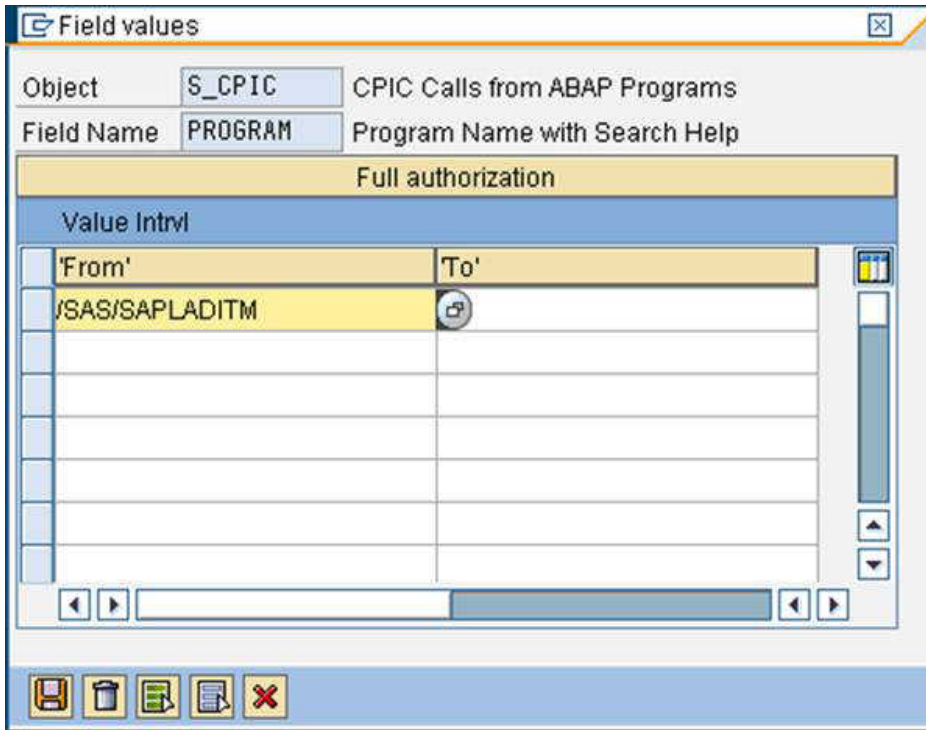 Field values
Object S_CPIC CPIC Calls from ABAP Programs
Field Name PROGRAM Program Name with Search Help
Full authorization
Value Intrvl
'From' 'To'
/SAS/SAPLADITM